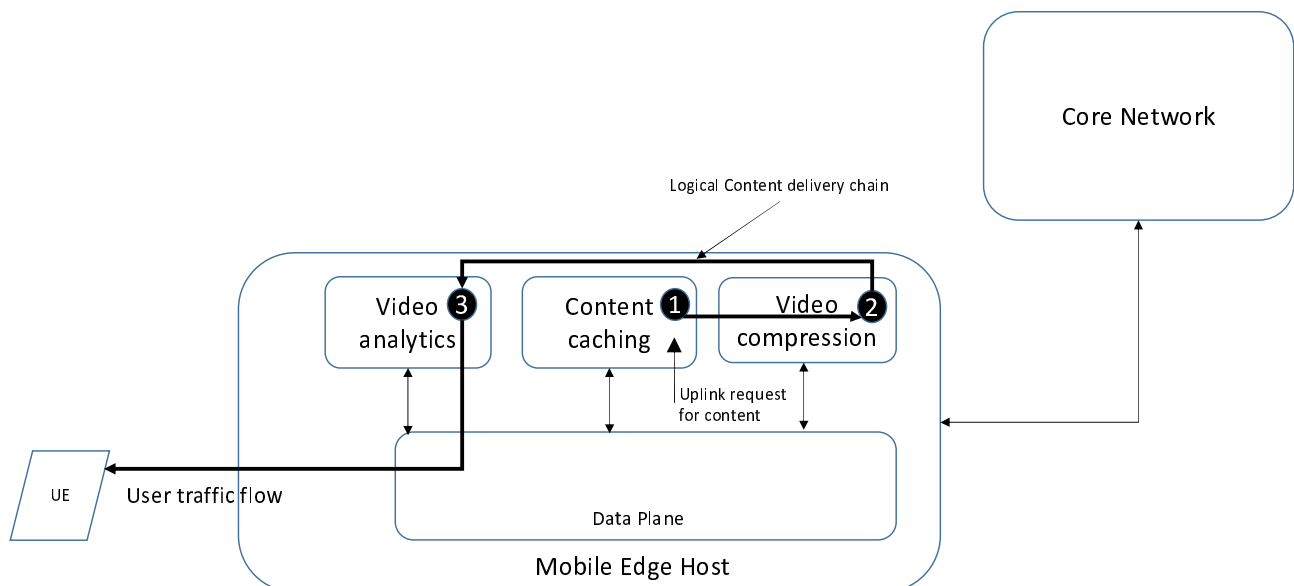 Core Network
Logical Content delivery chain
Video
analytics
3
Content
caching
1
Video
compression
2
Uplink request
for content
UE
User traffic flow
Data Plane
Mobile Edge Host